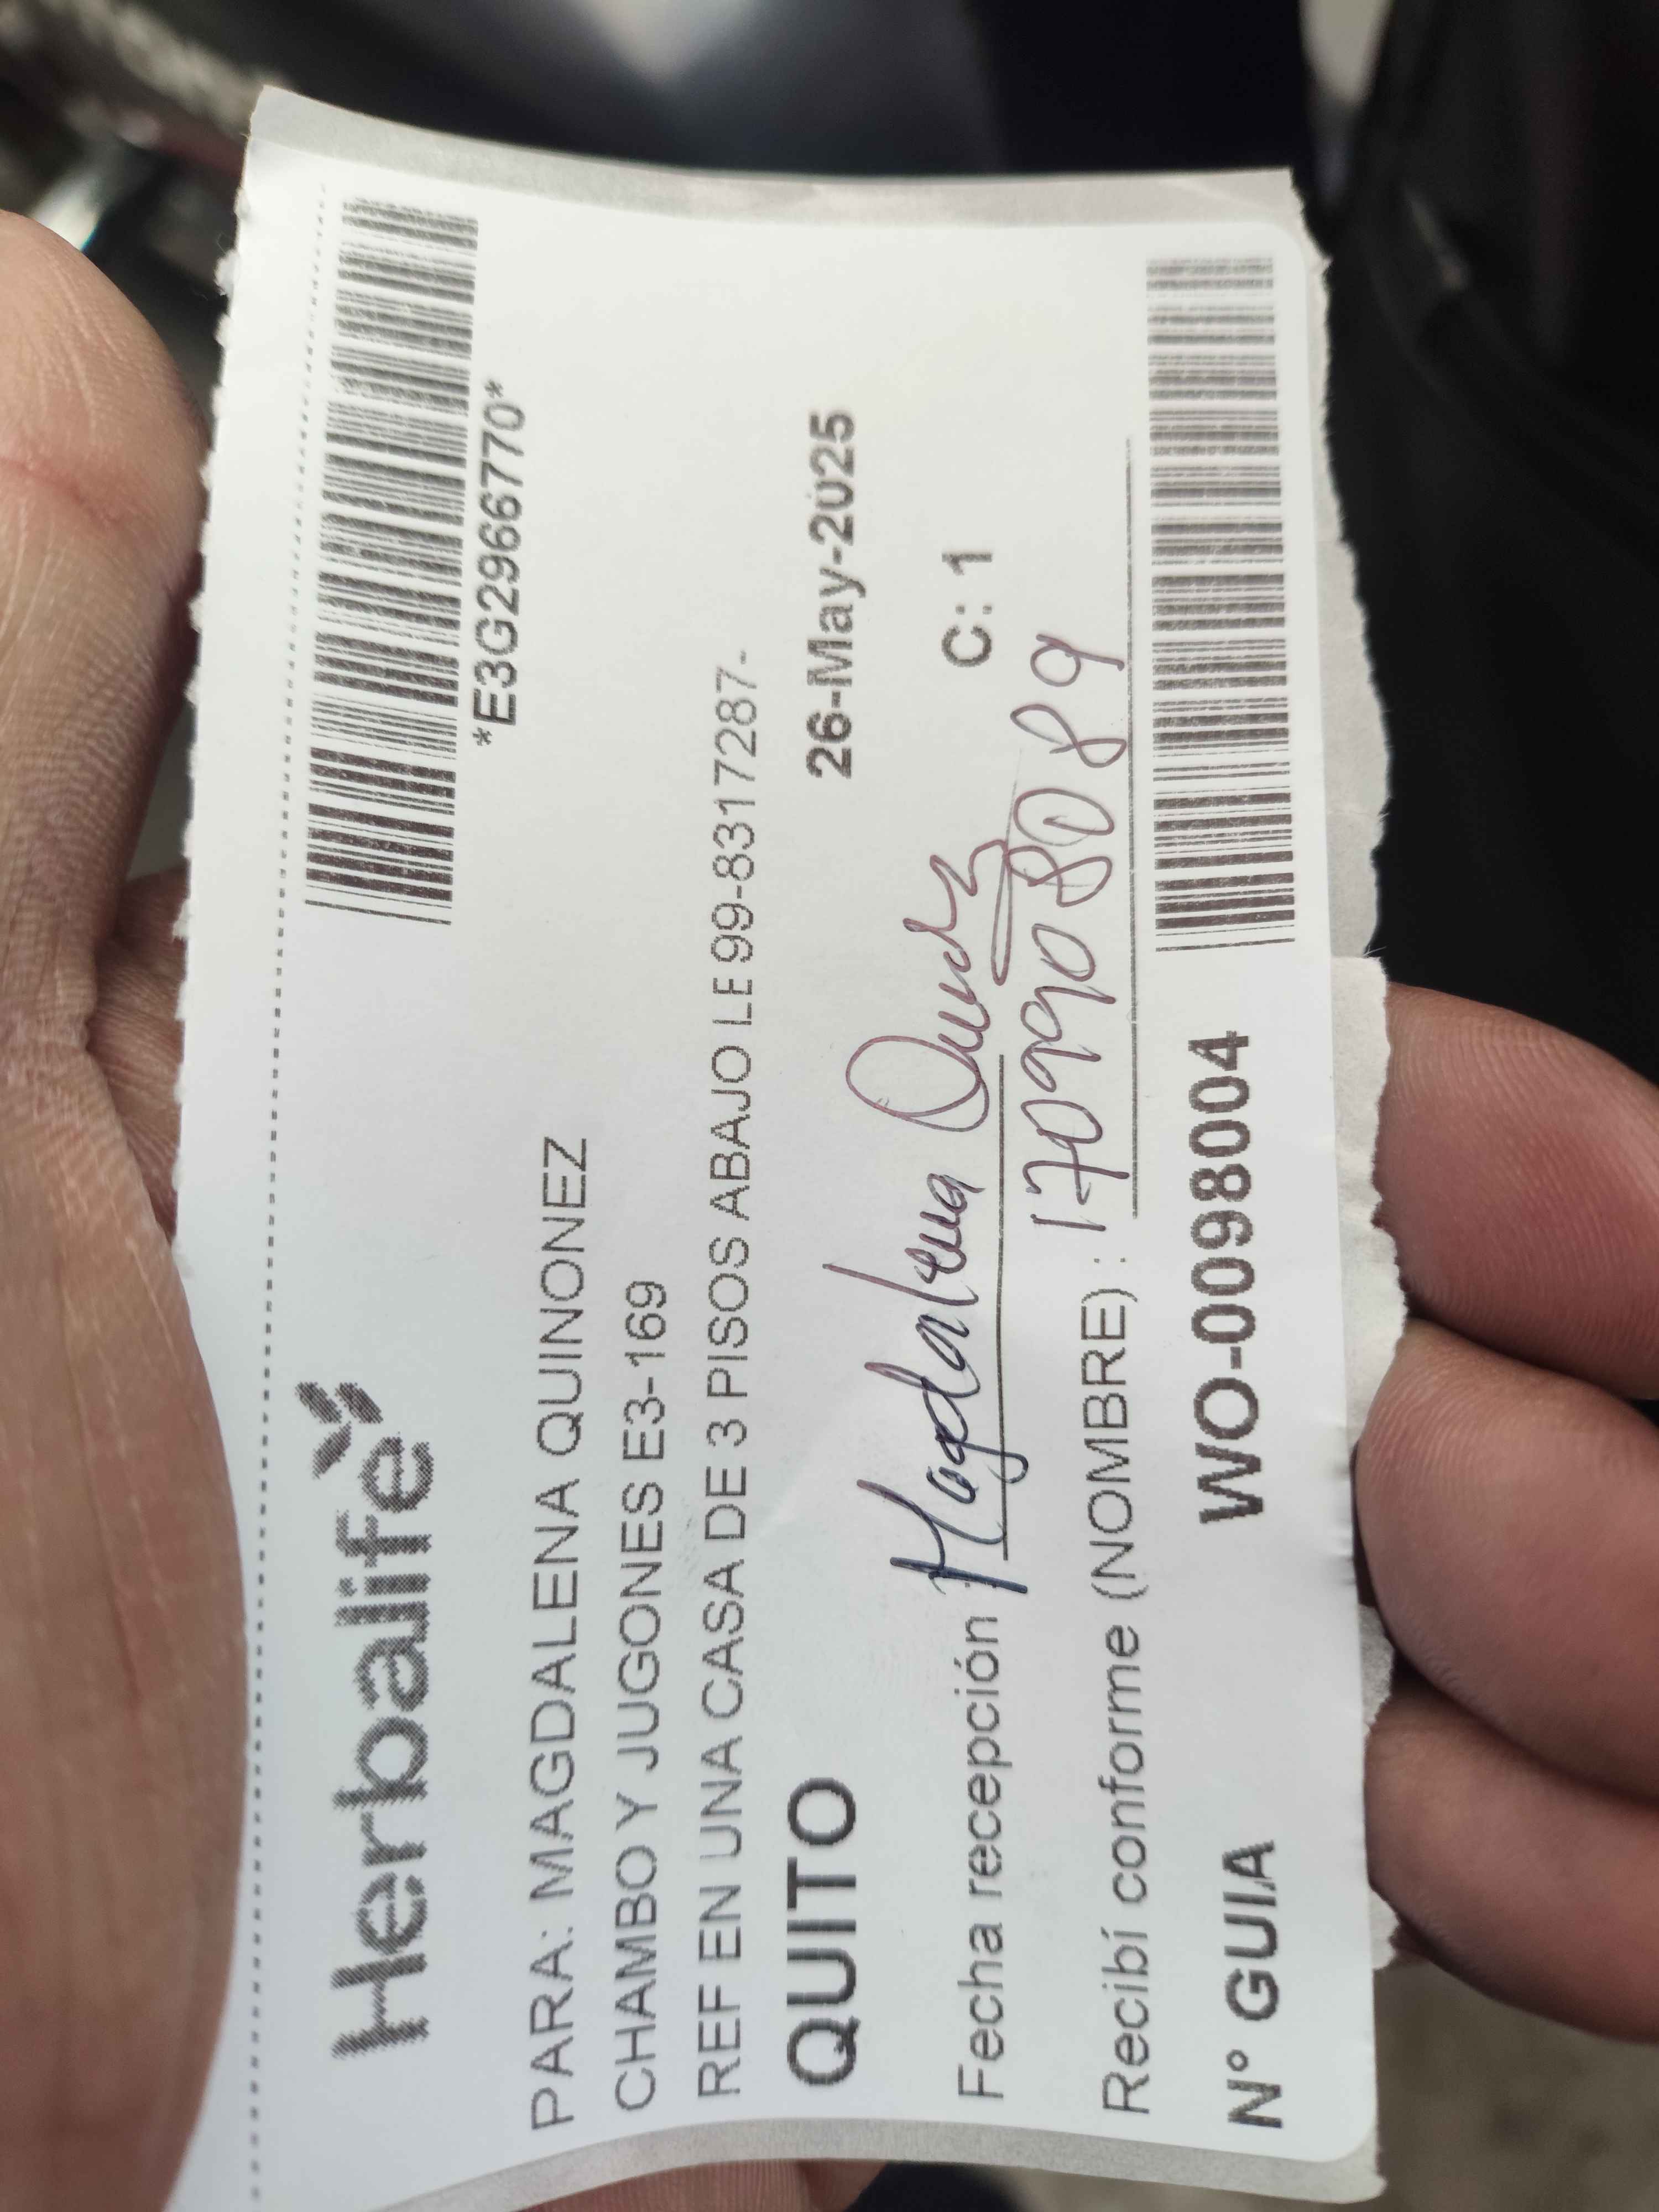 Herbalife
*E3G2966770*
PARA: MAGDALENA QUINONEZ
CHAMBO Y JUGONES E3-169
REF EN UNA CASA DE 3 PISOS ABAJO LE 99-8317287-
QUITO 26-May-2025
Fecha recepción Magdalena C: 1
Recibí conforme (NOMBRE) : 1709908089
N° GUIA WO-0098004